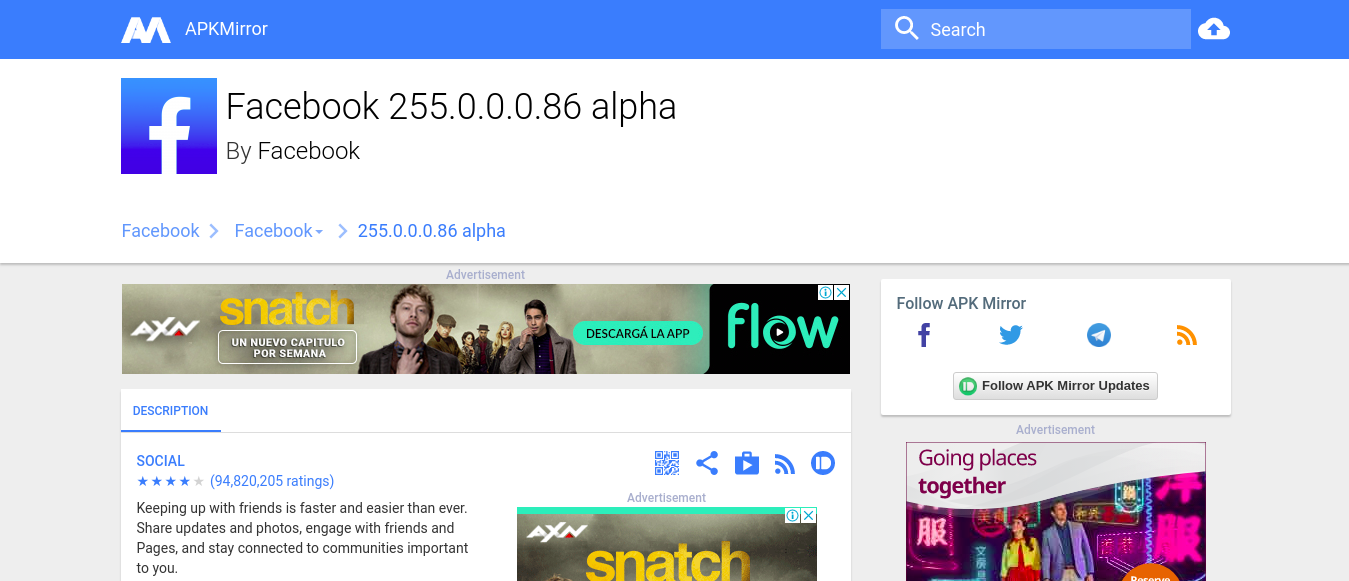 APKMirror
Search
Facebook 255.0.0.0.86 alpha
By Facebook
Facebook
Facebook
255.0.0.0.86 alpha
Advertisement
AXN
snatch
UN NUEVO CAPITULO
POR SEMANA
DESCARGÁ LA APP
flow
Follow APK Mirror
Follow APK Mirror Updates
DESCRIPTION
SOCIAL
(94,820,205 ratings)
Keeping up with friends is faster and easier than ever.
Share updates and photos, engage with friends and
Pages, and stay connected to communities important
to you.
Advertisement
AXN
snatch
Advertisement
Going places
together
洋
服
服
Reserve